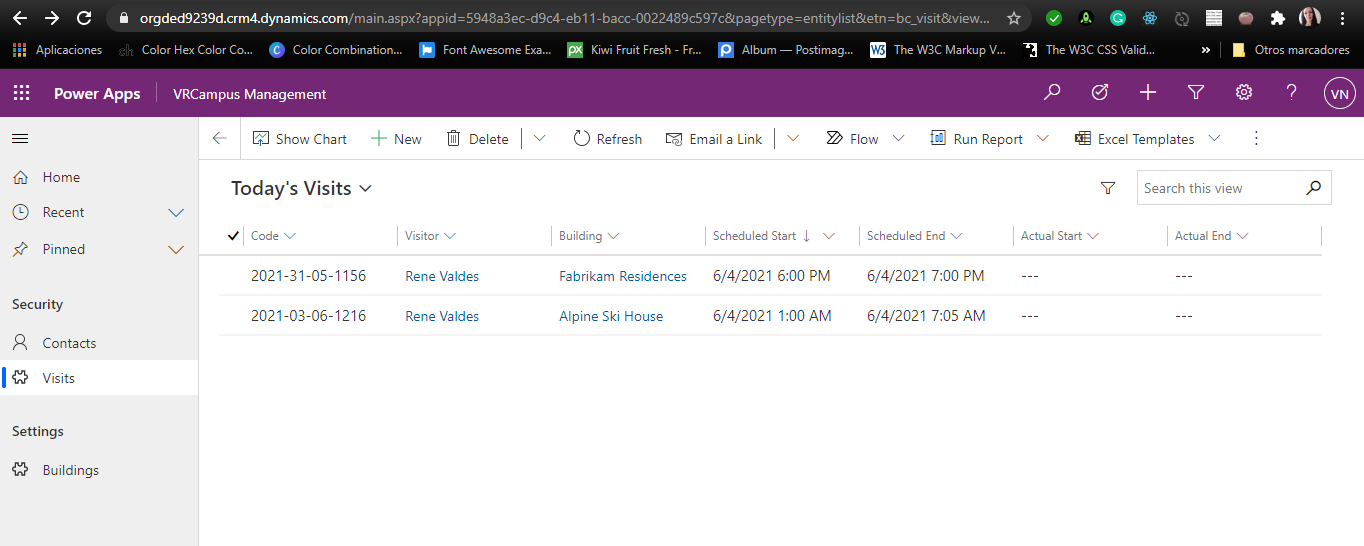 orgded9239d.crm4.dynamics.com/main.aspx?appid=5948a3ec-d9c4-eb11-bacc-0022489c597c&pagetype=entitylist&etn=bc_visit&view...
Aplicaciones ch Color Hex Color Co... C Color Combination... Font Awesome Exa... PX Kiwi Fruit Fresh - Fr... P Album — Postimag... W3 The W3C Markup V... The W3C CSS Valid... » Otros marcadores
Power Apps VRCampus Management ? VN
Show Chart New Delete Refresh Email a Link Flow Run Report Excel Templates
Home
Recent
Pinned
Security
Contacts
Visits
Settings
Buildings
Today's Visits Search this view
Code Visitor Building Scheduled Start ↓ Scheduled End Actual Start Actual End
2021-31-05-1156 Rene Valdes Fabrikam Residences 6/4/2021 6:00 PM 6/4/2021 7:00 PM --- ---
2021-03-06-1216 Rene Valdes Alpine Ski House 6/4/2021 1:00 AM 6/4/2021 7:05 AM --- ---